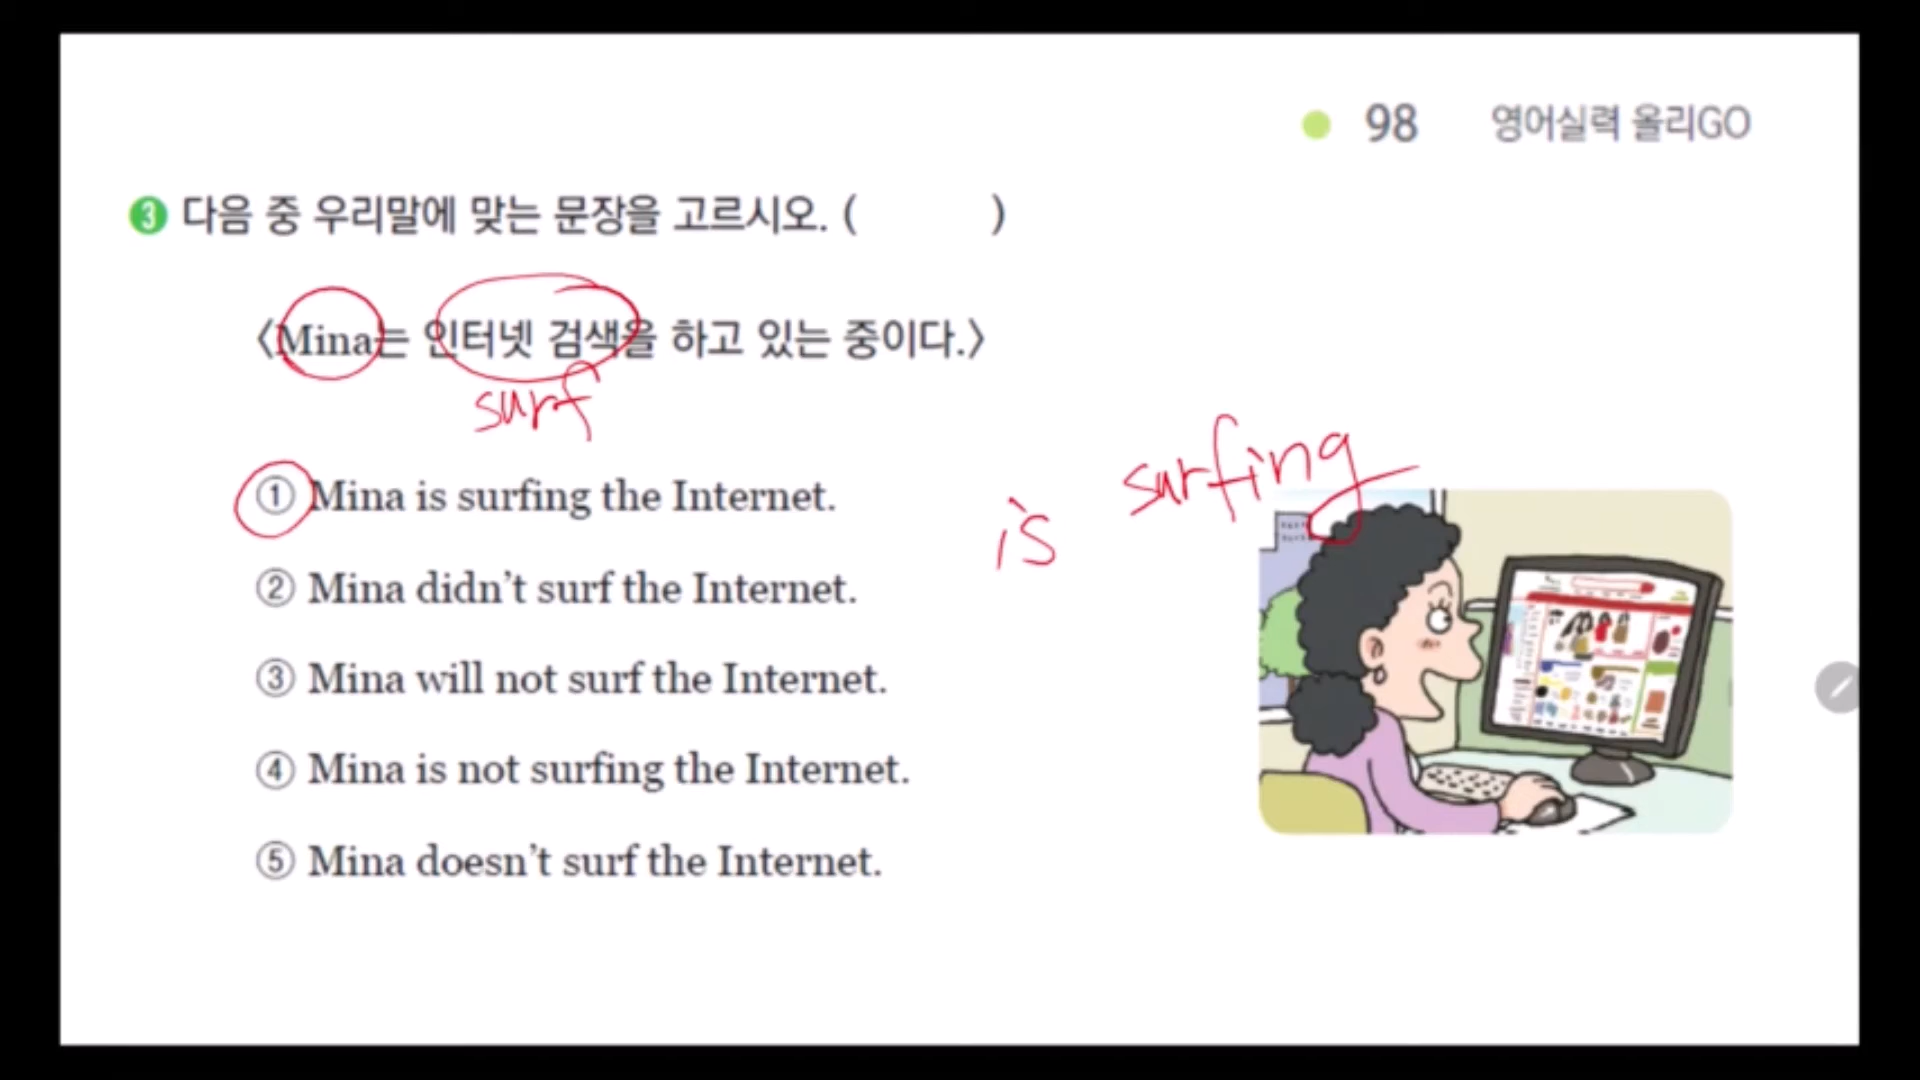 98 영어실력 올리GO
3 다음 중 우리말에 맞는 문장을 고르시오. ( )
〈Mina는 인터넷 검색을 하고 있는 중이다.〉
surf
is surfing
① Mina is surfing the Internet.
② Mina didn’t surf the Internet.
③ Mina will not surf the Internet.
④ Mina is not surfing the Internet.
⑤ Mina doesn’t surf the Internet.